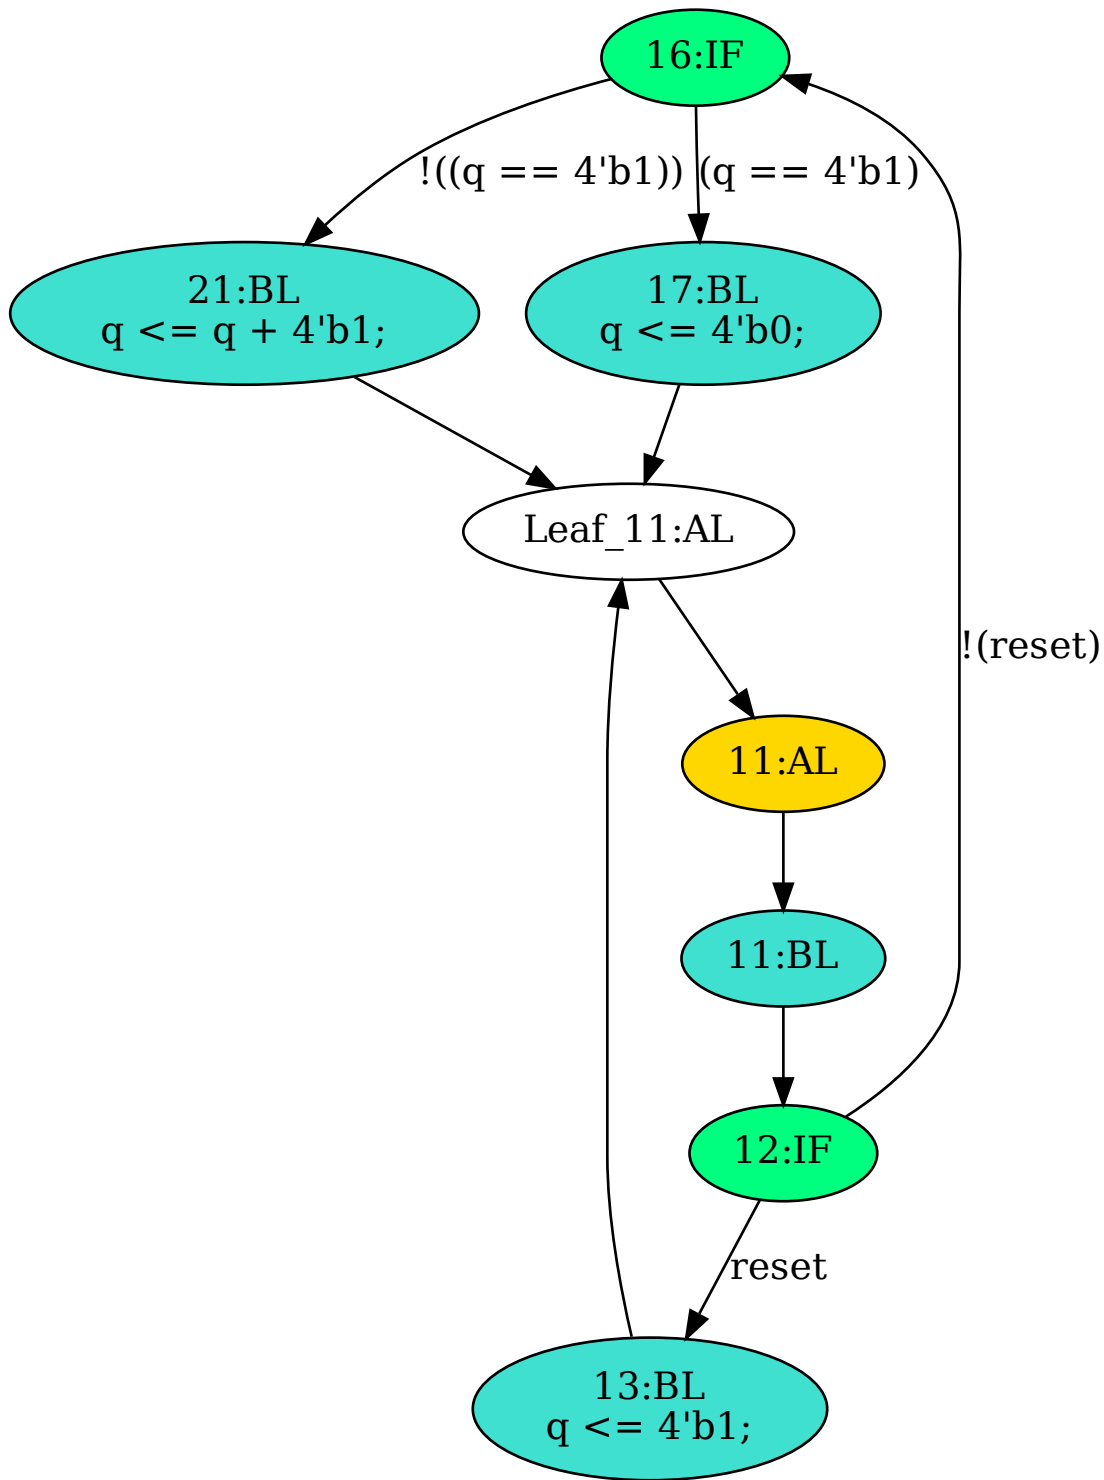 16:IF
!((q == 4'b1))
(q == 4'b1)
21:BL
q <= q + 4'b1;
17:BL
q <= 4'b0;
Leaf_11:AL
!(reset)
11:AL
11:BL
12:IF
reset
13:BL
q <= 4'b1;